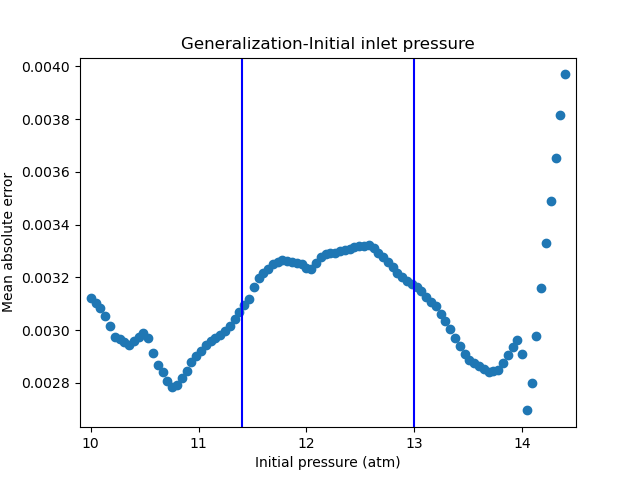 Generalization-Initial inlet pressure
0.0040
0.0038
0.0036
0.0034
0.0032
0.0030
0.0028
Mean absolute error
10 11 12 13 14
Initial pressure (atm)